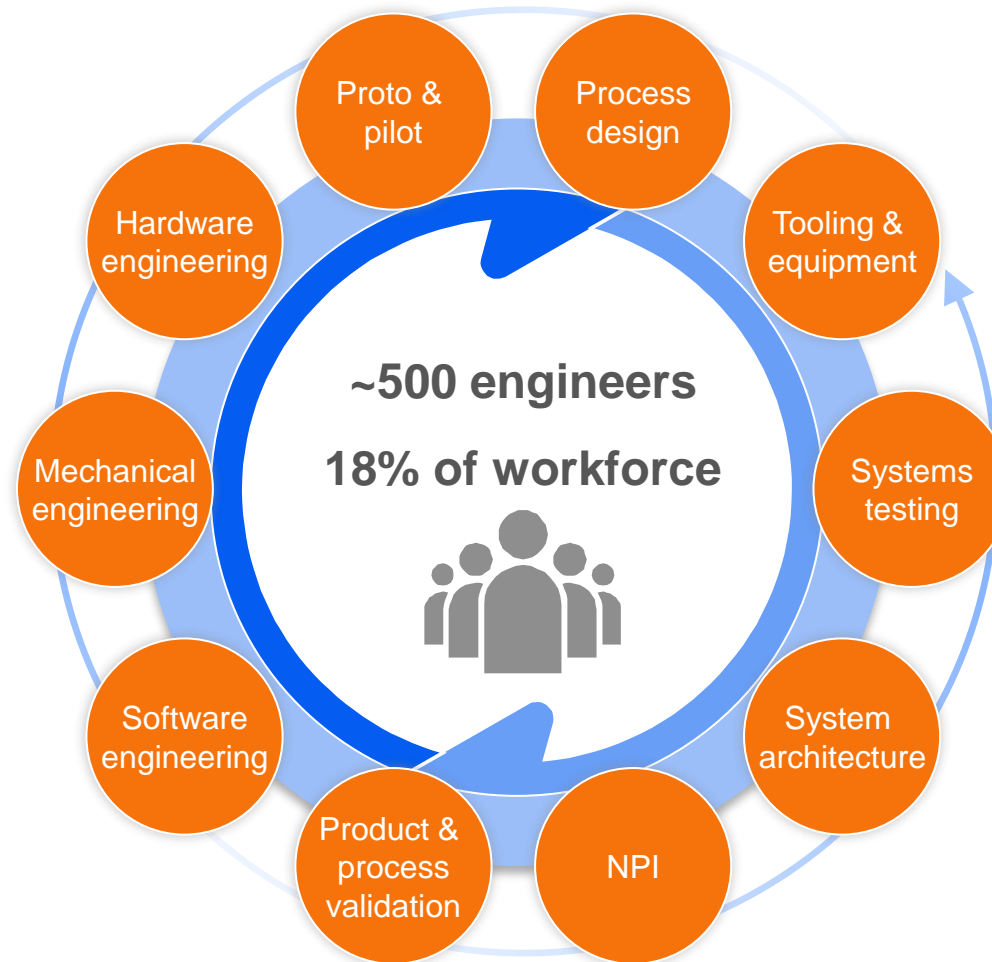 Proto &
pilot
Process
design
Hardware
engineering
Tooling &
equipment
~500 engineers
18% of workforce
Mechanical
engineering
Systems
testing
Software
engineering
System
architecture
Product &
process
validation
NPI